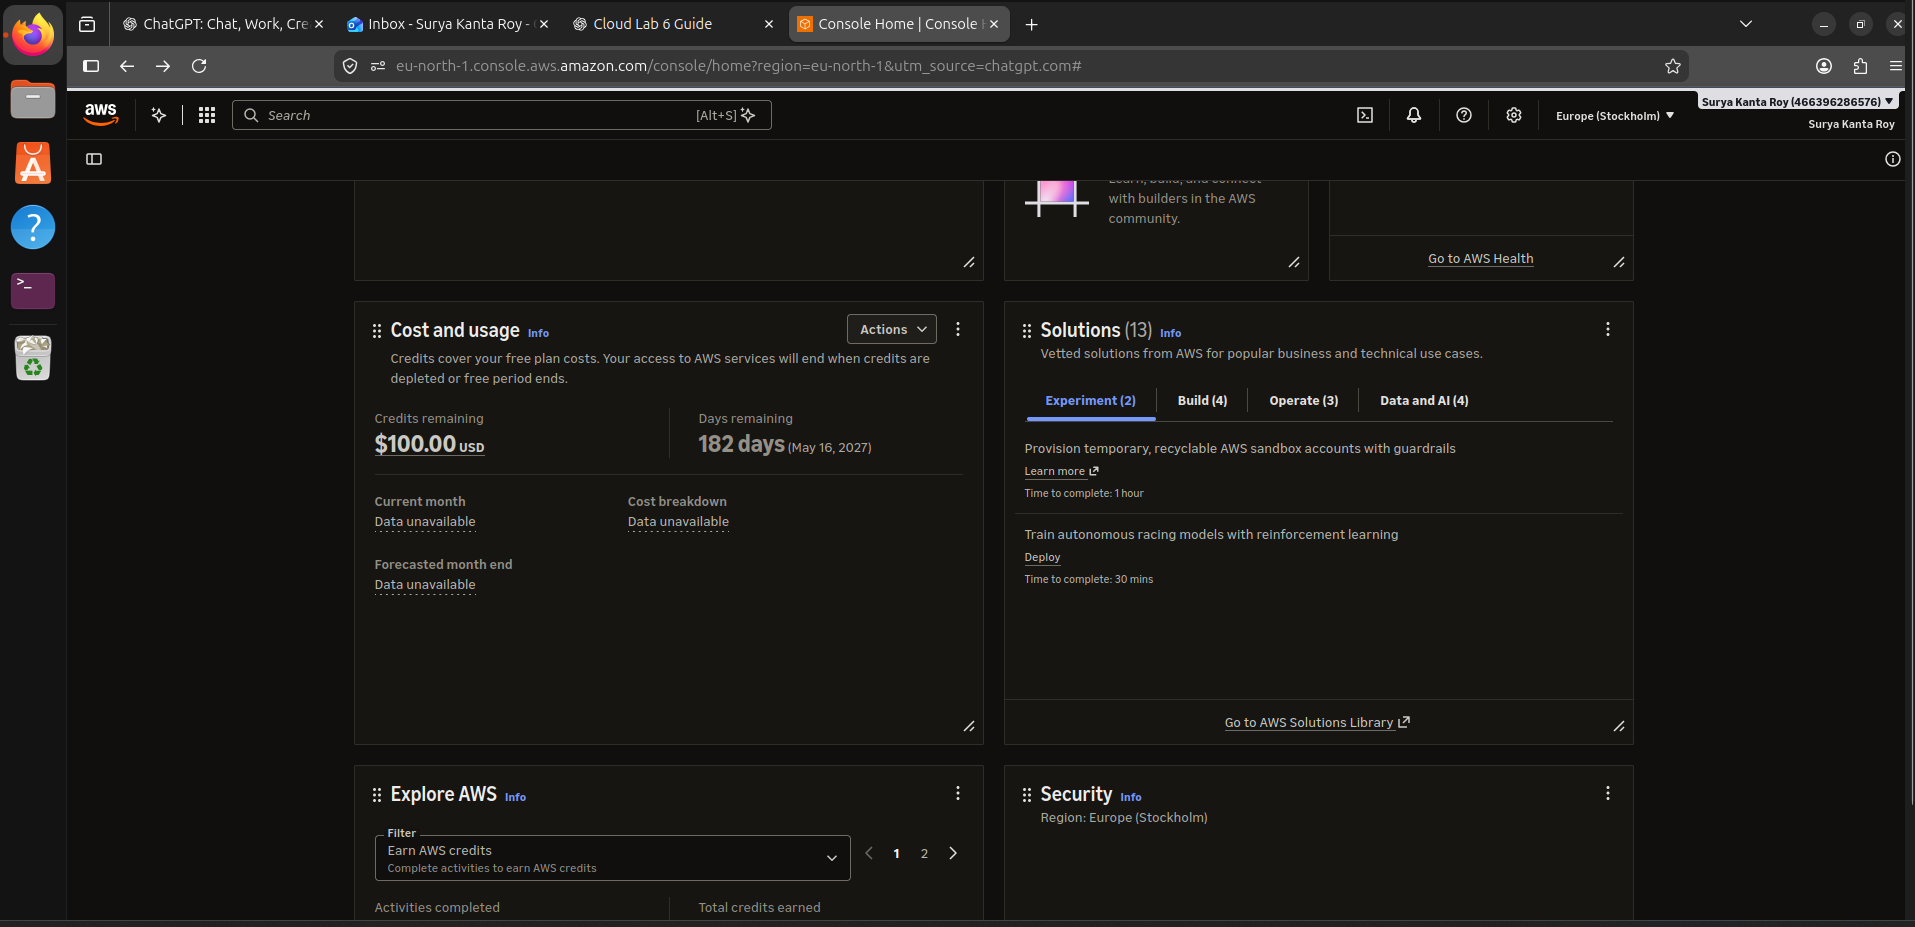 ChatGPT: Chat, Work, Cre
Inbox - Surya Kanta Roy -
Cloud Lab 6 Guide
Console Home | Console
eu-north-1.console.aws.amazon.com/console/home?region=eu-north-1&utm_source=chatgpt.com#
aws
Search
[Alt+S]
Europe (Stockholm)
Surya Kanta Roy (466396286576)
Surya Kanta Roy
Learn, build, and connect
with builders in the AWS
community.
Go to AWS Health
Cost and usage Info
Actions
Credits cover your free plan costs. Your access to AWS services will end when credits are
depleted or free period ends.
Credits remaining
$100.00 USD
Days remaining
182 days (May 16, 2027)
Current month
Data unavailable
Cost breakdown
Data unavailable
Forecasted month end
Data unavailable
Solutions (13) Info
Vetted solutions from AWS for popular business and technical use cases.
Experiment (2)
Build (4)
Operate (3)
Data and AI (4)
Provision temporary, recyclable AWS sandbox accounts with guardrails
Learn more
Time to complete: 1 hour
Train autonomous racing models with reinforcement learning
Deploy
Time to complete: 30 mins
Go to AWS Solutions Library
Explore AWS Info
Filter
Earn AWS credits
Complete activities to earn AWS credits
1
2
Activities completed
Total credits earned
Security Info
Region: Europe (Stockholm)